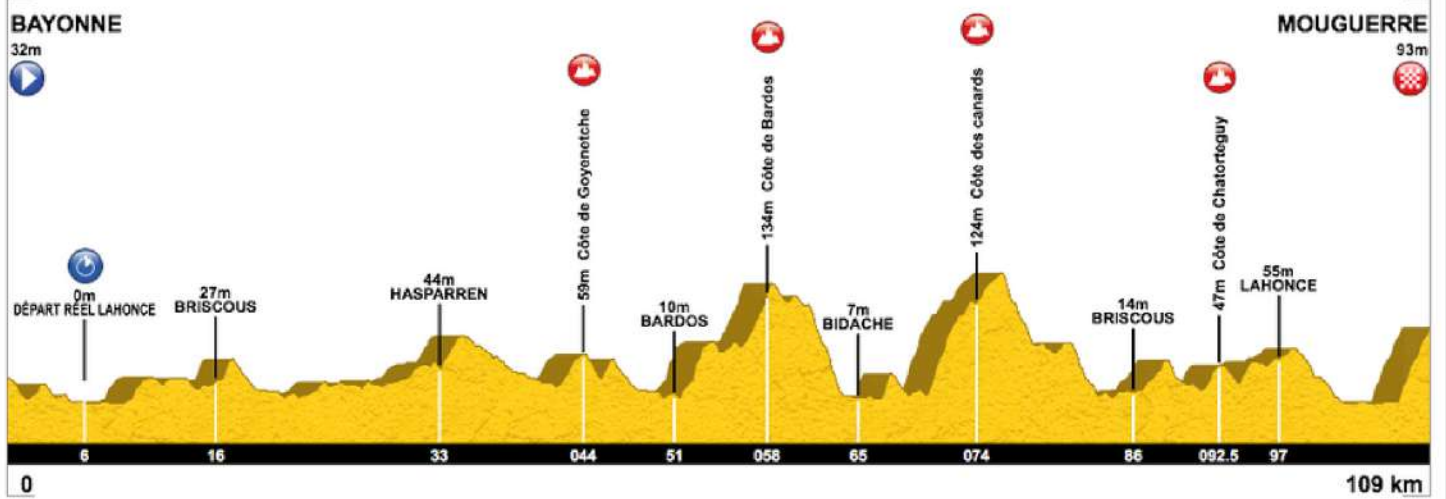 BAYONNE
32m
MOUGUERRE
93m
0m
DÉPART RÉEL LAHONCE
27m
BRISCOUS
44m
HASPARREN
59m Côte de Goyenetche
10m
BARDOS
134m Côte de Bardos
7m
BIDACHE
124m Côte des canards
14m
BRISCOUS
47m Côte de Chatorteguy
55m
LAHONCE
6 16 33 044 51 058 65 074 86 092.5 97
0 109 km